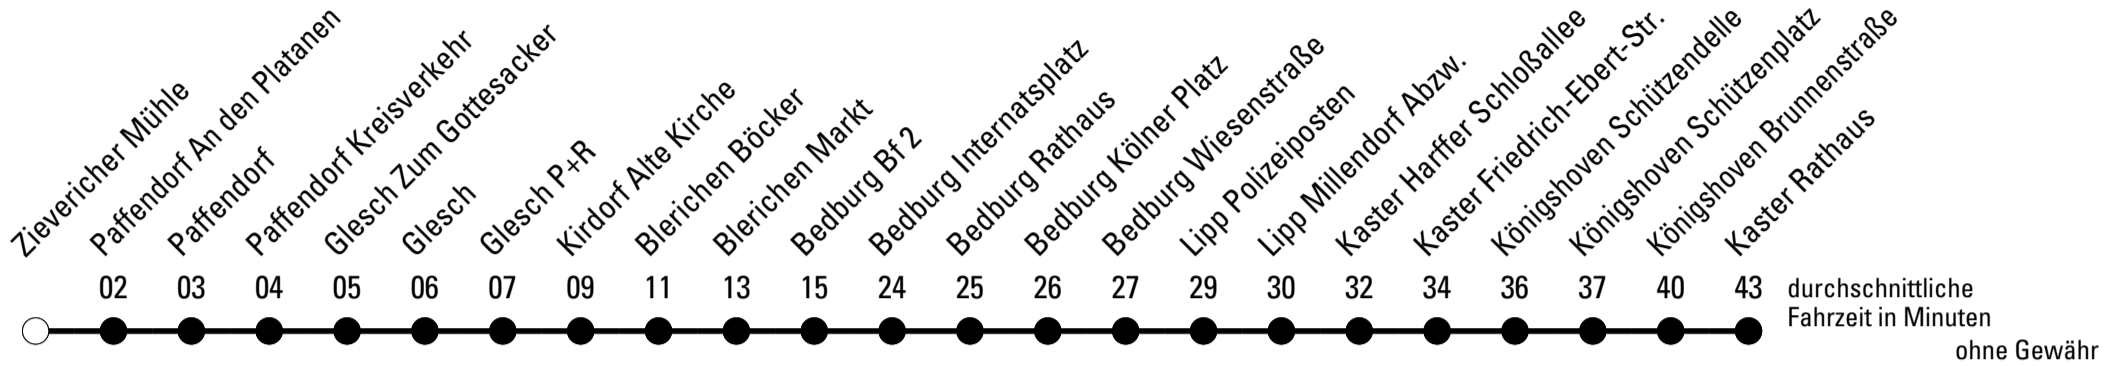 Zievericher Mühle
Paffendorf An den Platanen
Paffendorf
Paffendorf Kreisverkehr
Glesch Zum Gottesacker
Glesch
Glesch P+R
Kirdorf Alte Kirche
Blerichen Böcker
Blerichen Markt
Bedburg Bf 2
Bedburg Internatsplatz
Bedburg Rathaus
Bedburg Kölner Platz
Bedburg Wiesenstraße
Lipp Polizeiposten
Lipp Millendorf Abzw.
Kaster Harffer Schloßallee
Kaster Friedrich-Ebert-Str.
Königshoven Schützendelle
Königshoven Schützenplatz
Königshoven Brunnenstraße
Kaster Rathaus
02 03 04 05 06 07 09 11 13 15 24 25 26 27 29 30 32 34 36 37 40 43
durchschnittliche
Fahrzeit in Minuten
ohne Gewähr